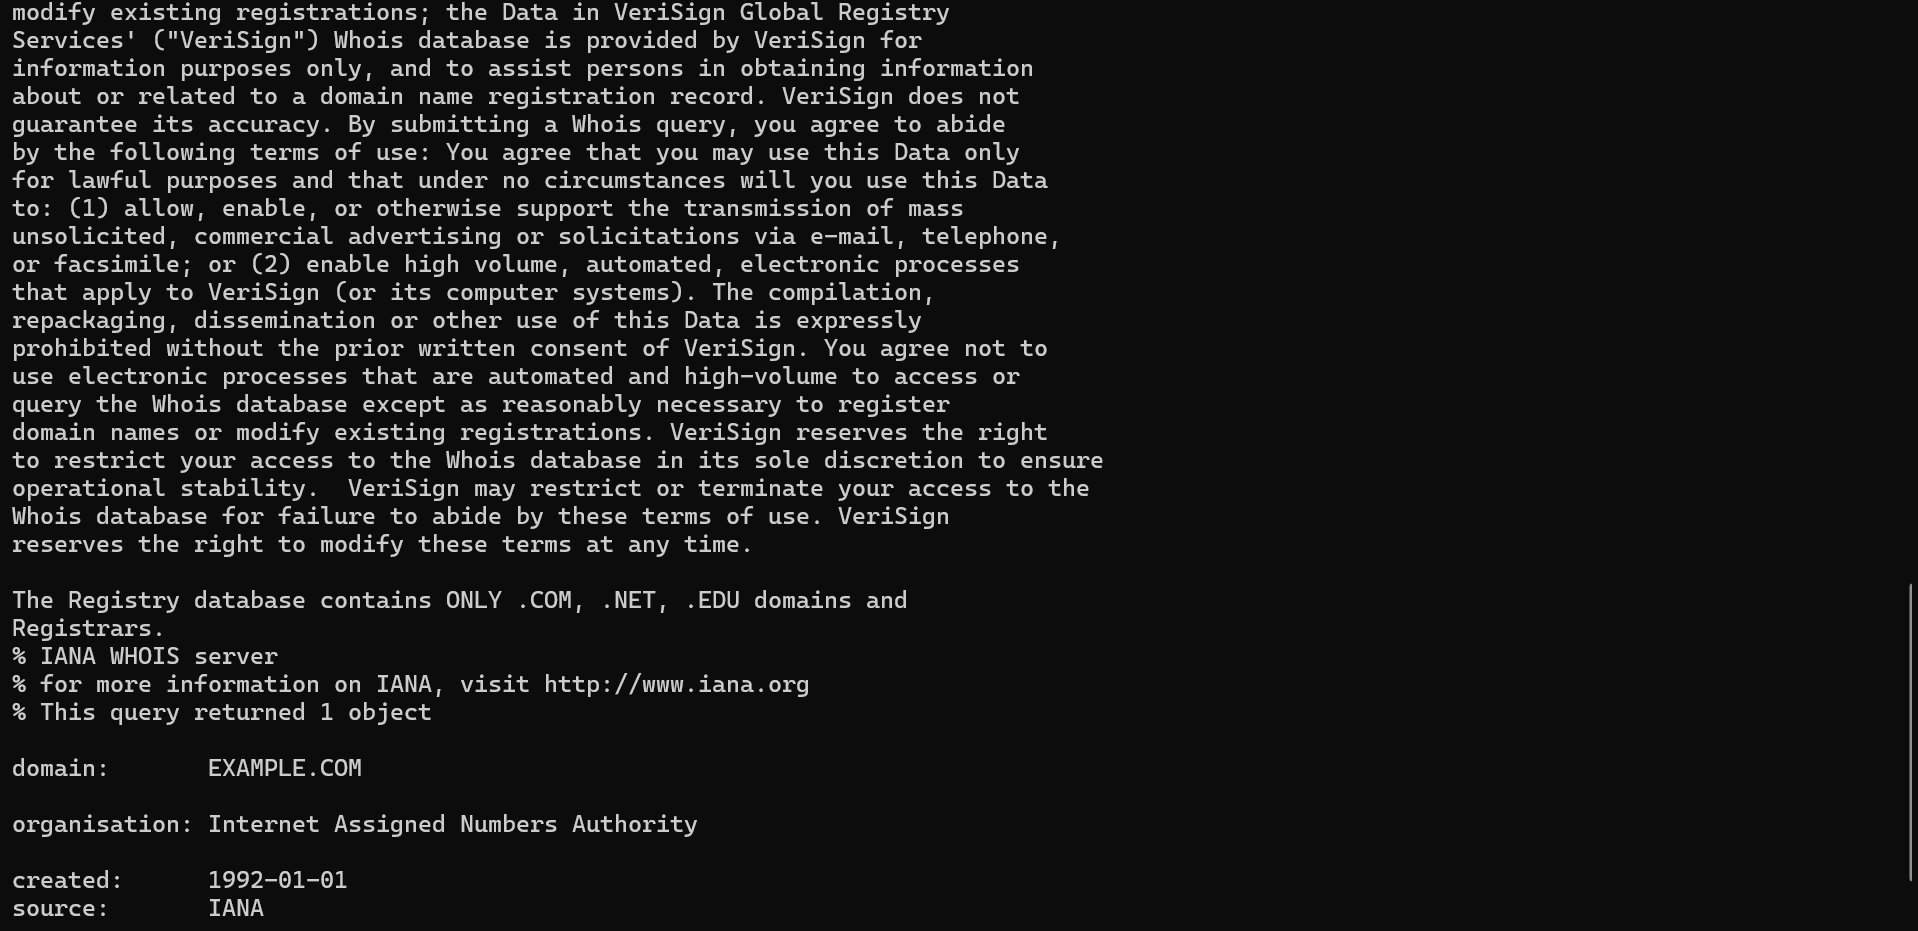 modify existing registrations; the Data in VeriSign Global Registry
Services' ("VeriSign") Whois database is provided by VeriSign for
information purposes only, and to assist persons in obtaining information
about or related to a domain name registration record. VeriSign does not
guarantee its accuracy. By submitting a Whois query, you agree to abide
by the following terms of use: You agree that you may use this Data only
for lawful purposes and that under no circumstances will you use this Data
to: (1) allow, enable, or otherwise support the transmission of mass
unsolicited, commercial advertising or solicitations via e-mail, telephone,
or facsimile; or (2) enable high volume, automated, electronic processes
that apply to VeriSign (or its computer systems). The compilation,
repackaging, dissemination or other use of this Data is expressly
prohibited without the prior written consent of VeriSign. You agree not to
use electronic processes that are automated and high-volume to access or
query the Whois database except as reasonably necessary to register
domain names or modify existing registrations. VeriSign reserves the right
to restrict your access to the Whois database in its sole discretion to ensure
operational stability.  VeriSign may restrict or terminate your access to the
Whois database for failure to abide by these terms of use. VeriSign
reserves the right to modify these terms at any time.

The Registry database contains ONLY .COM, .NET, .EDU domains and
Registrars.
% IANA WHOIS server
% for more information on IANA, visit http://www.iana.org
% This query returned 1 object

domain:       EXAMPLE.COM

organisation: Internet Assigned Numbers Authority

created:      1992-01-01
source:       IANA